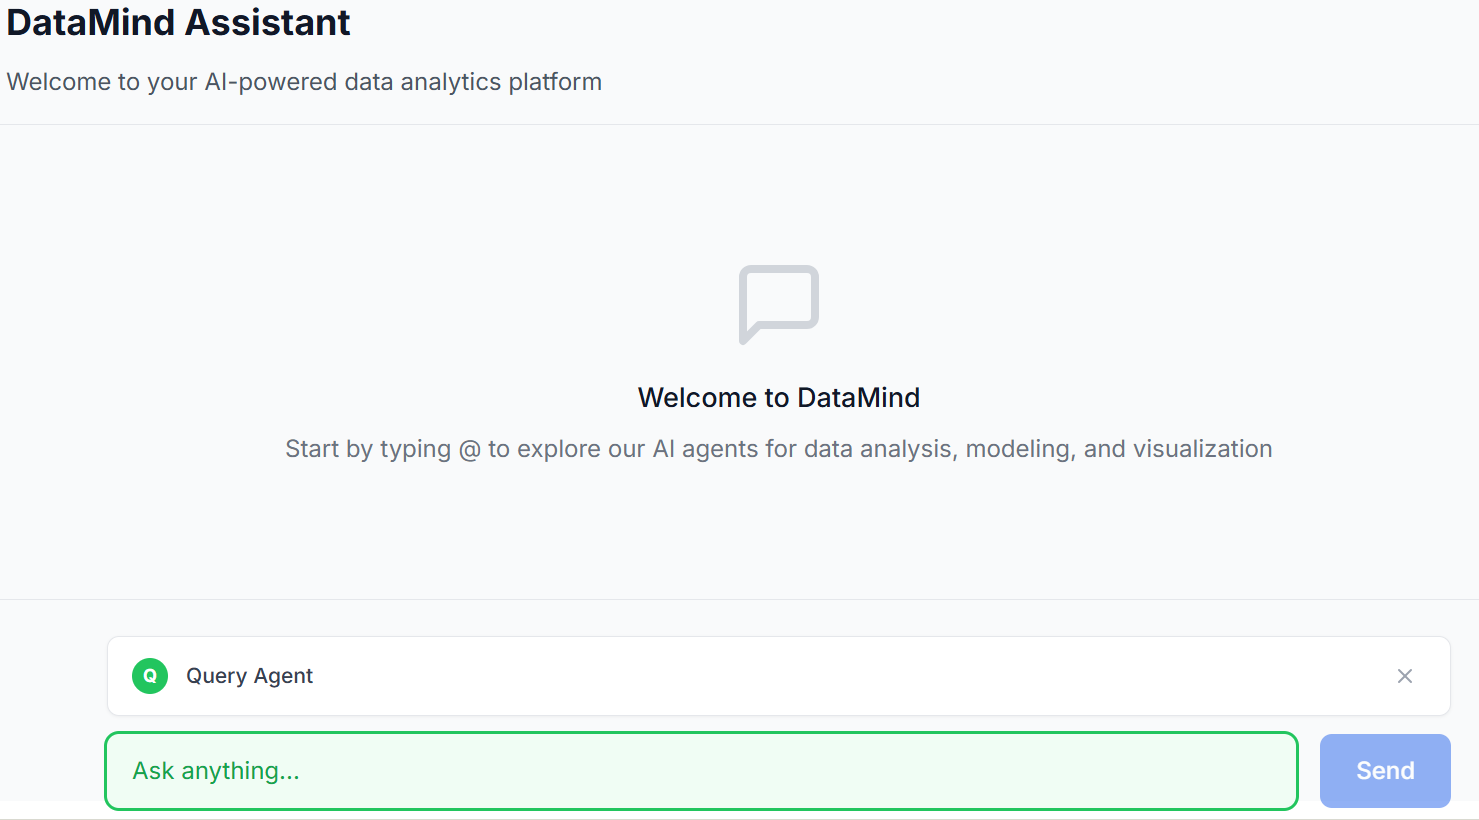 DataMind Assistant
Welcome to your AI-powered data analytics platform
Welcome to DataMind
Start by typing @ to explore our AI agents for data analysis, modeling, and visualization
Q Query Agent
Ask anything...
Send